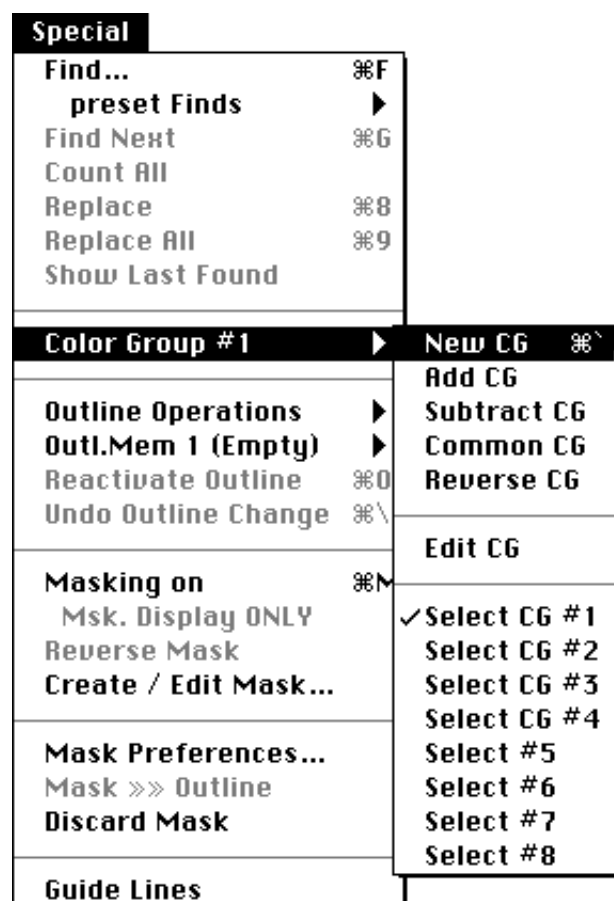 Special
Find... ⌘F
preset Finds ▶
Find Next ⌘G
Count All
Replace ⌘8
Replace All ⌘9
Show Last Found
Color Group #1 ▶
Outline Operations ▶
Outl.Mem 1 (Empty) ▶
Reactivate Outline ⌘0
Undo Outline Change ⌘\
Masking on ⌘M
Msk. Display ONLY
Reverse Mask
Create / Edit Mask...
Mask Preferences...
Mask >> Outline
Discard Mask
Guide Lines
New CG ⌘`
Add CG
Subtract CG
Common CG
Reverse CG
Edit CG
✓Select CG #1
Select CG #2
Select CG #3
Select CG #4
Select #5
Select #6
Select #7
Select #8